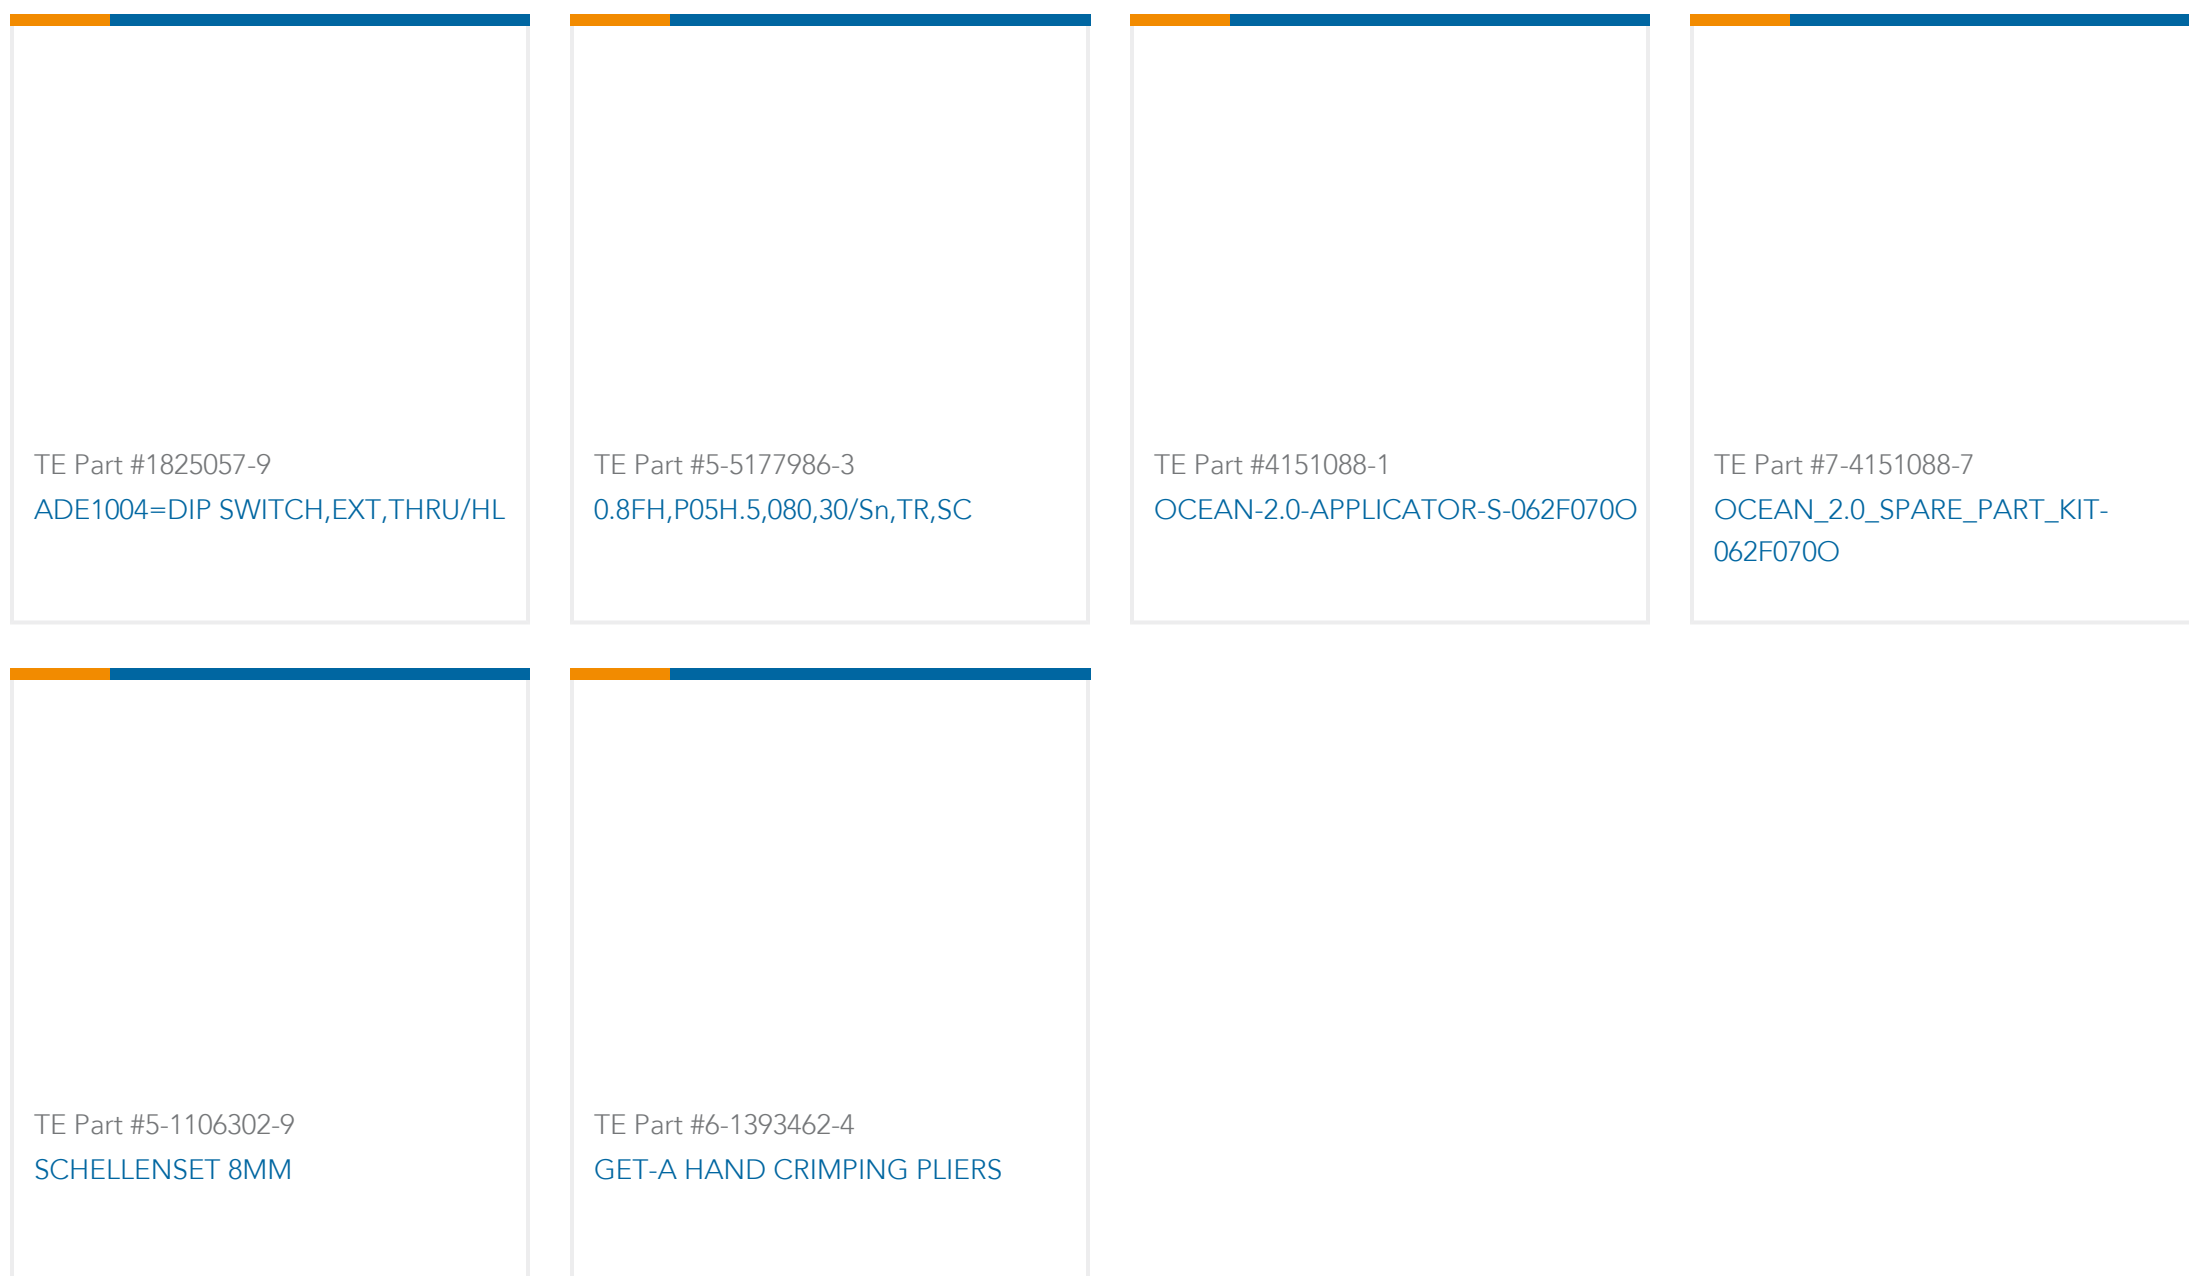 TE Part #1825057-9
ADE1004=DIP SWITCH,EXT,THRU/HL
TE Part #5-5177986-3
0.8FH,P05H.5,080,30/Sn,TR,SC
TE Part #4151088-1
OCEAN-2.0-APPLICATOR-S-062F070O
TE Part #7-4151088-7
OCEAN_2.0_SPARE_PART_KIT-
062F070O
TE Part #5-1106302-9
SCHELLENSET 8MM
TE Part #6-1393462-4
GET-A HAND CRIMPING PLIERS